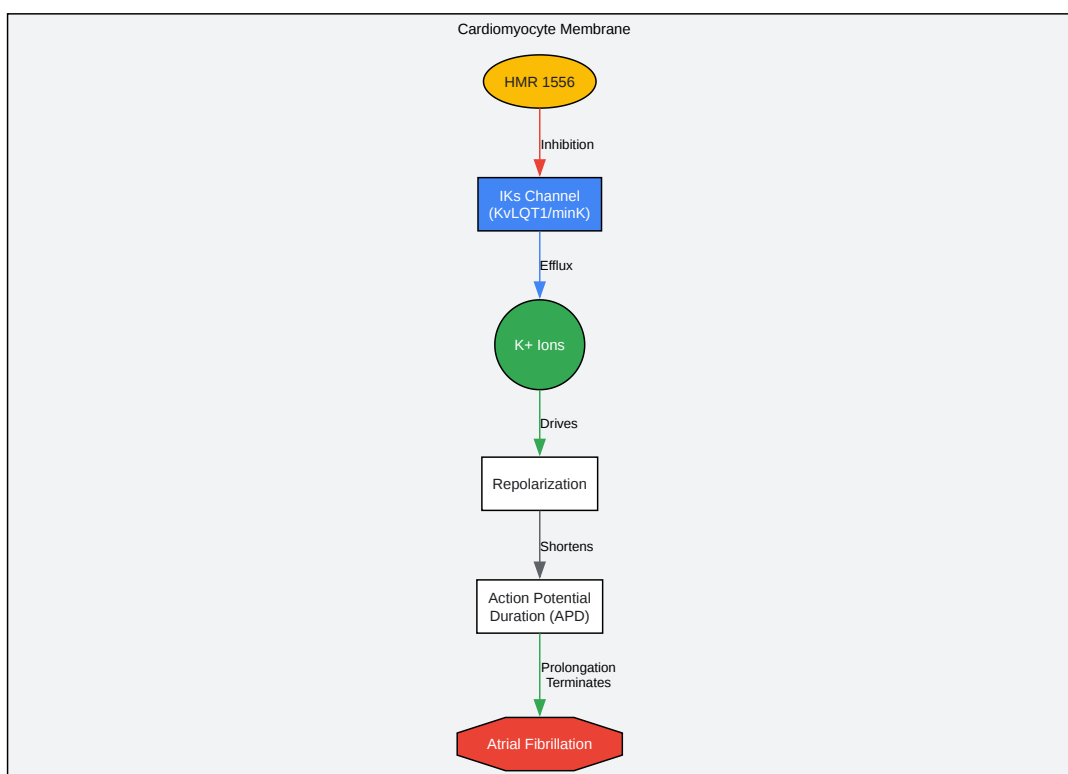 Cardiomyocyte Membrane
HMR 1556
Inhibition
IKs Channel
(KvLQT1/minK)
Efflux
K+ Ions
Drives
Repolarization
Shortens
Action Potential
Duration (APD)
Prolongation
Terminates
Atrial Fibrillation